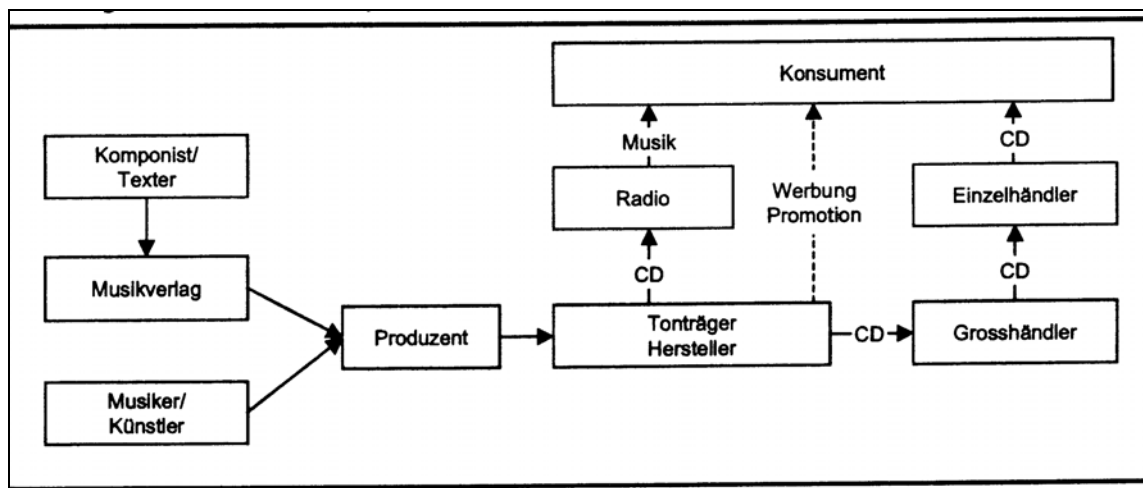 Konsument
Musik
CD
Komponist/
Texter
Radio
Werbung
Promotion
Einzelhändler
Musikverlag
CD
CD
Produzent
Tonträger
Hersteller
CD
Grosshändler
Musiker/
Künstler